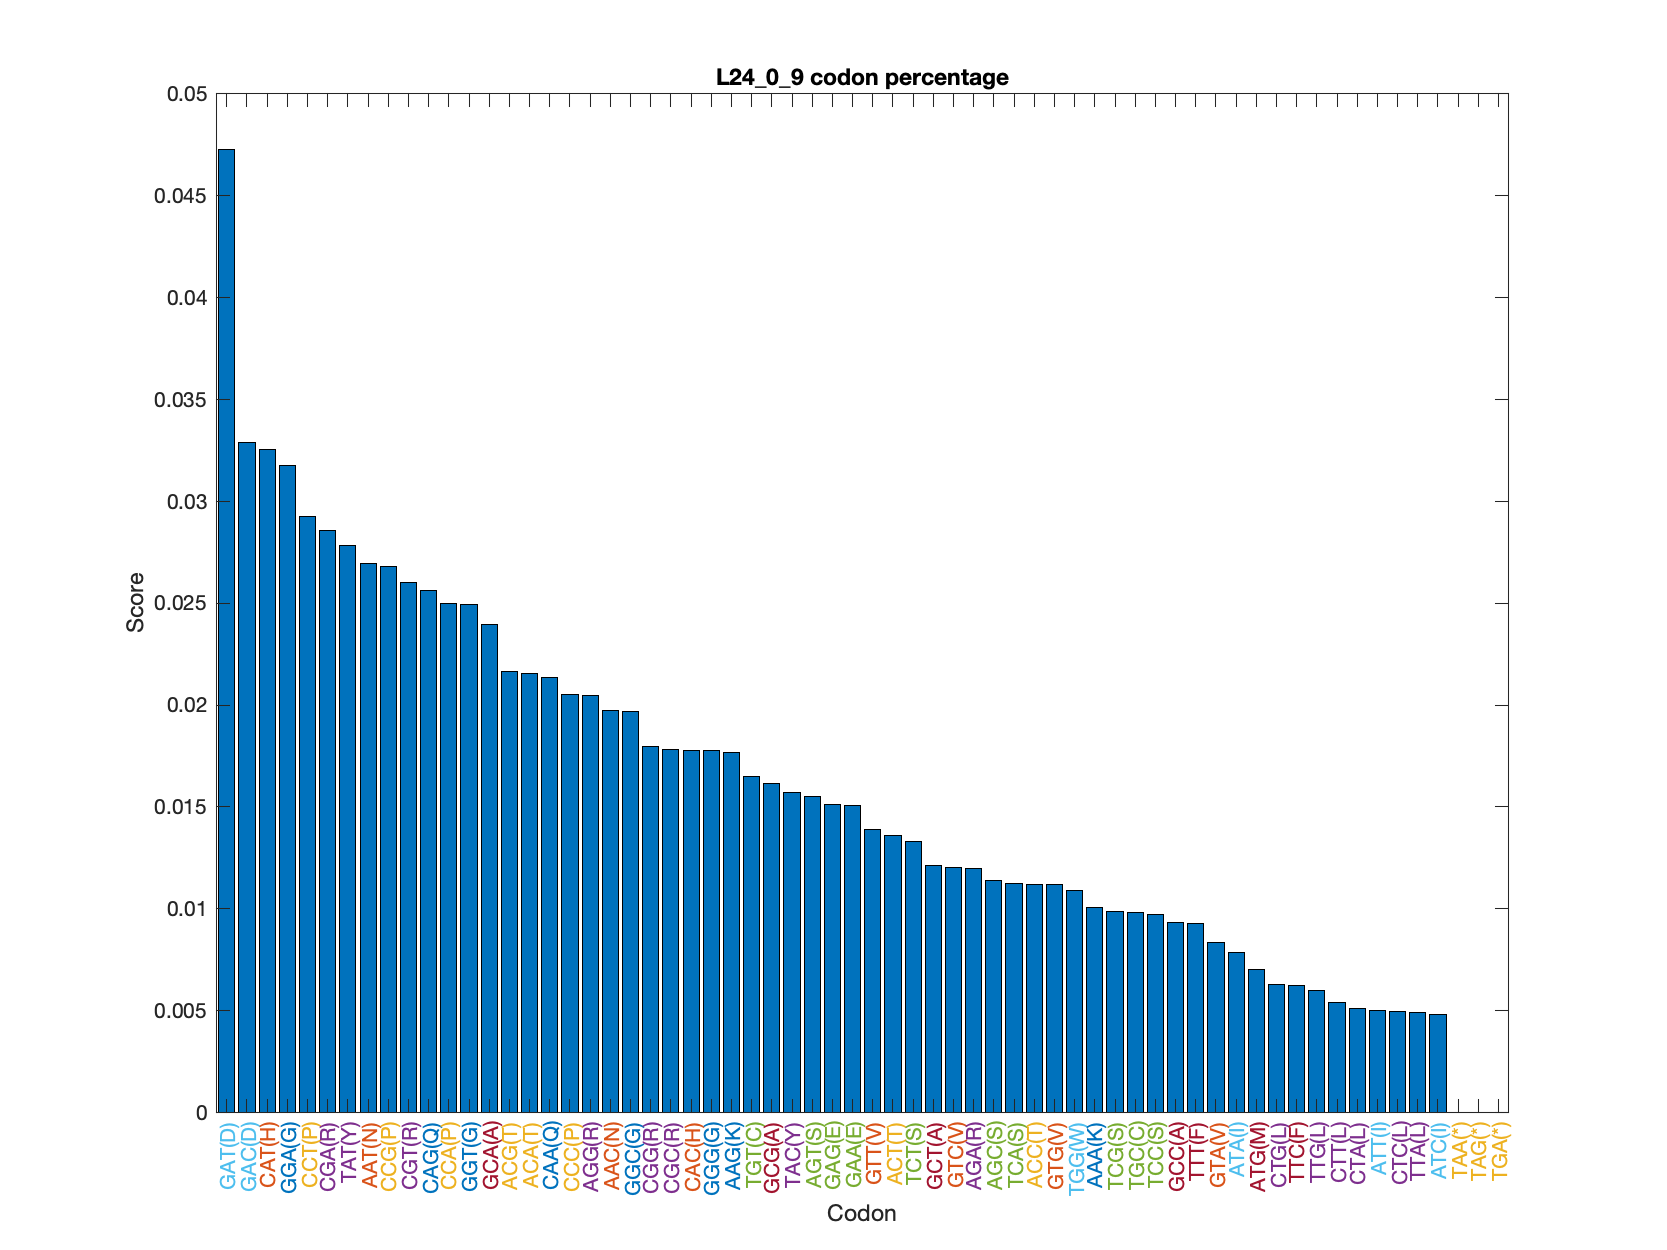 L24_0_9 codon percentage
0.05
0.045
0.04
0.035
0.03
0.025
0.02
0.015
0.01
0.005
0
Score
GAT(D)
GAC(D)
CAT(H)
GGA(G)
CCT(P)
CGA(R)
TAT(Y)
AAT(N)
CCG(P)
CGT(R)
CAG(Q)
CCA(P)
GGT(G)
GCA(A)
ACG(T)
ACA(T)
CAA(Q)
CCC(P)
AGG(R)
AAC(N)
GGC(G)
CGG(R)
CGC(R)
CAC(H)
GGG(G)
AAG(K)
TGT(C)
GCG(A)
TAC(Y)
AGT(S)
GAG(E)
GAA(E)
GTT(V)
ACT(T)
TCT(S)
GCT(A)
GTC(V)
AGA(R)
AGC(S)
TCA(S)
ACC(T)
GTG(V)
TGG(W)
AAA(K)
TCG(S)
TGC(C)
TCC(S)
GCC(A)
TTT(F)
GTA(V)
ATA(I)
ATG(M)
CTG(L)
TTC(F)
TTG(L)
CTT(L)
CTA(L)
ATT(I)
CTC(L)
TTA(L)
ATC(I)
TAA(*)
TAG(*)
TGA(*)
Codon